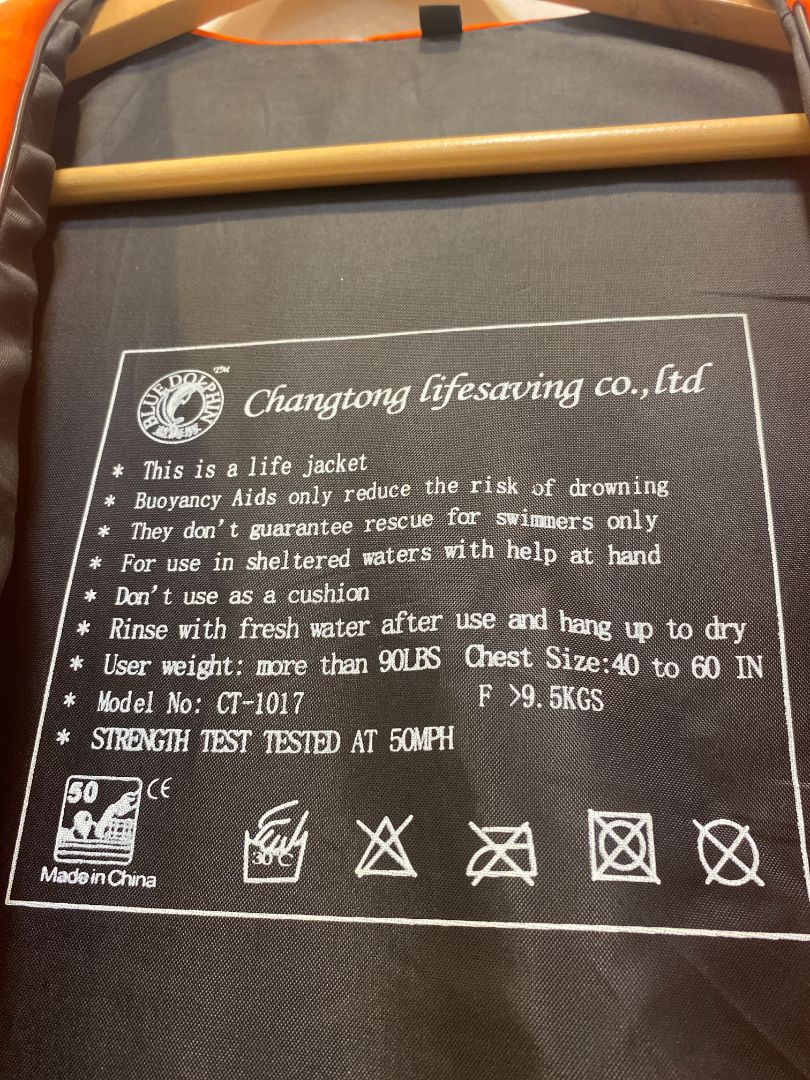 BLUE DOLPHIN
TM
Changtong lifesaving co.,ltd
* This is a life jacket
* Buoyancy Aids only reduce the risk of drowning
* They don't guarantee rescue for swimmers only
* For use in sheltered waters with help at hand
* Don't use as a cushion
* Rinse with fresh water after use and hang up to dry
* User weight: more than 90LBS Chest Size:40 to 60 IN
* Model No: CT-1017 F >9.5KGS
* STRENGTH TEST TESTED AT 50MPH
50
CE
30°C
Made in China